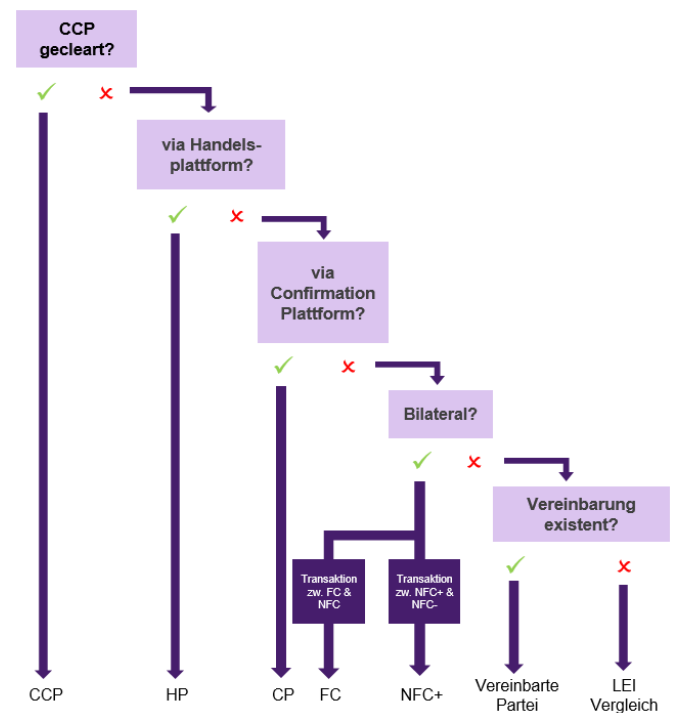 CCP
gecleart?
via Handels-
plattform?
via
Confirmation
Plattform?
Bilateral?
Vereinbarung
existent?
Transaktion
zw. FC &
NFC
Transaktion
zw. NFC+ &
NFC-
CCP
HP
CP
FC
NFC+
Vereinbarte
Partei
LEI
Vergleich